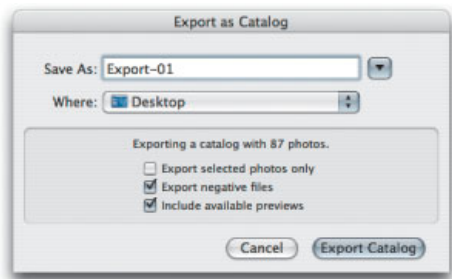 Export as Catalog
Save As: Export-01
Where: Desktop
Exporting a catalog with 87 photos.
Export selected photos only
Export negative files
Include available previews
Cancel Export Catalog